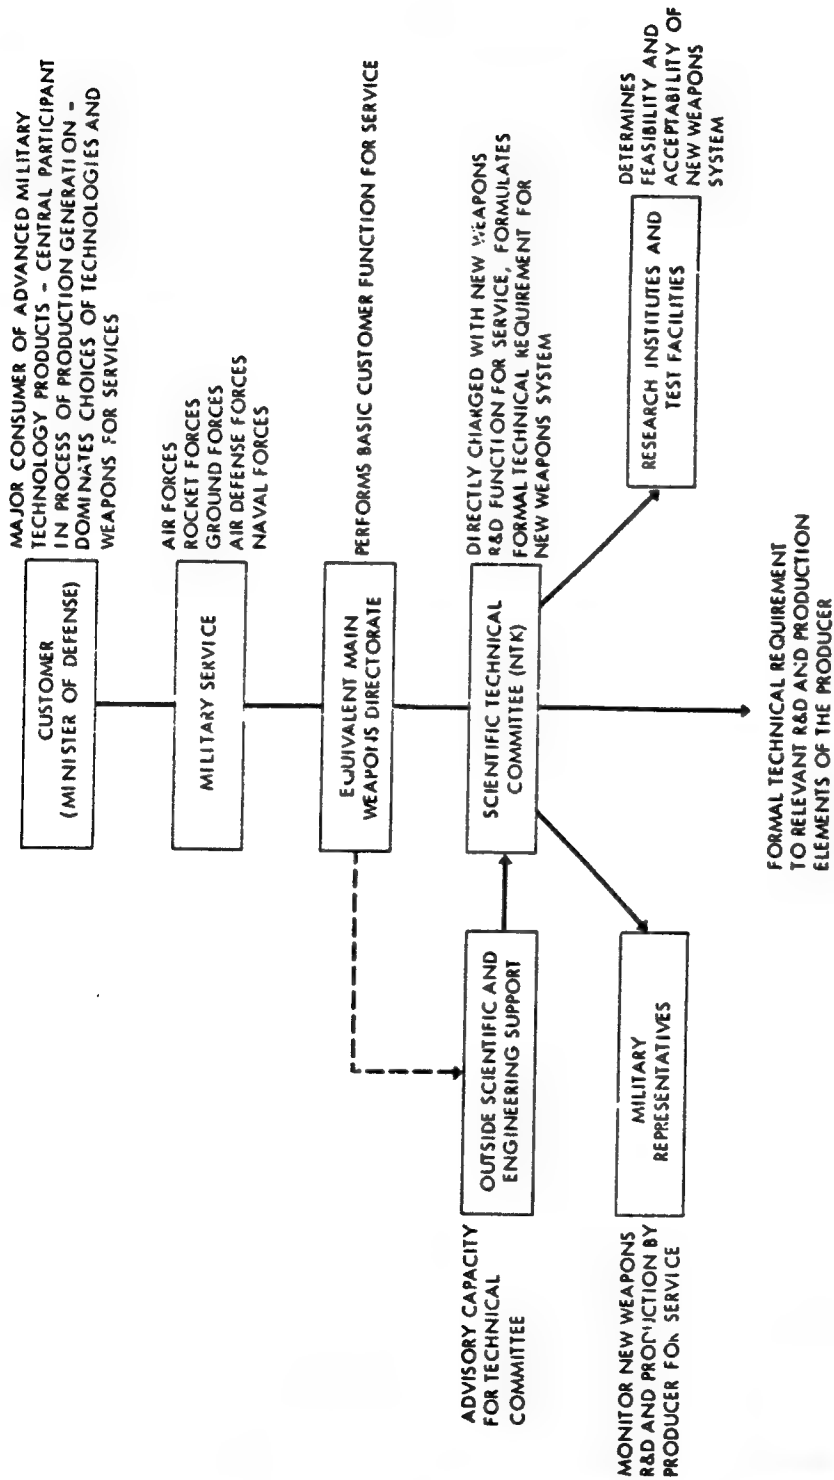 CUSTOMER
(MINISTER OF DEFENSE)
MAJOR CONSUMER OF ADVANCED MILITARY
TECHNOLOGY PRODUCTS - CENTRAL PARTICIPANT
IN PROCESS OF PRODUCTION GENERATION -
DOMINATES CHOICES OF TECHNOLOGIES AND
WEAPONS FOR SERVICES
MILITARY SERVICE
AIR FORCES
ROCKET FORCES
GROUND FORCES
AIR DEFENSE FORCES
NAVAL FORCES
EQUIVALENT MAIN
WEAPONS DIRECTORATE
PERFORMS BASIC CUSTOMER FUNCTION FOR SERVICE
ADVISORY CAPACITY
FOR TECHNICAL
COMMITTEE
OUTSIDE SCIENTIFIC AND
ENGINEERING SUPPORT
SCIENTIFIC TECHNICAL
COMMITTEE (NTK)
DIRECTLY CHARGED WITH NEW WEAPONS
R&D FUNCTION FOR SERVICE, FORMULATES
FORMAL TECHNICAL REQUIREMENT FOR
NEW WEAPONS SYSTEM
MONITOR NEW WEAPONS
R&D AND PRODUCTION BY
PRODUCER FOR SERVICE
MILITARY
REPRESENTATIVES
RESEARCH INSTITUTES AND
TEST FACILITIES
DETERMINES
FEASIBILITY AND
ACCEPTABILITY OF
NEW WEAPONS
SYSTEM
FORMAL TECHNICAL REQUIREMENT
TO RELEVANT R&D AND PRODUCTION
ELEMENTS OF THE PRODUCER